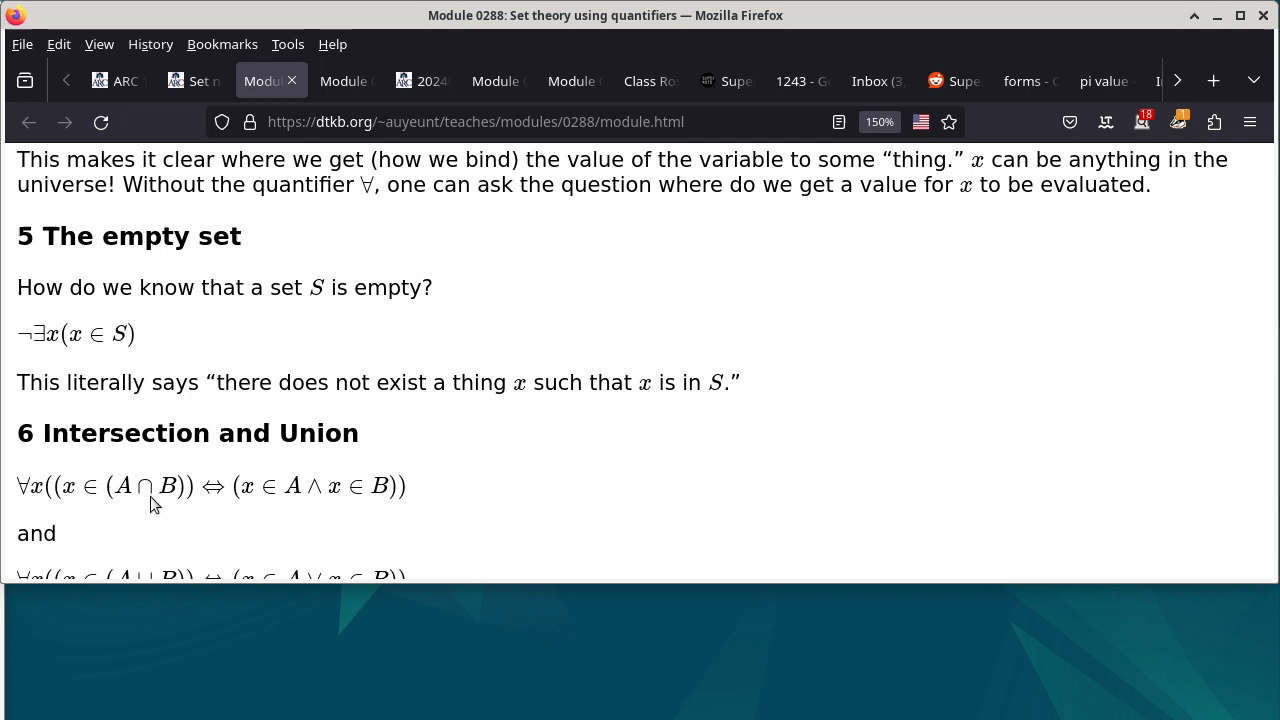 Module 0288: Set theory using quantifiers — Mozilla Firefox
File Edit View History Bookmarks Tools Help
ARC Set n Modul Module 2024 Module Module Class Ro Supe 1243 - G Inbox (3, Supe forms - pi value
https://dtkb.org/~auyeunt/teaches/modules/0288/module.html 150% 18 1
This makes it clear where we get (how we bind) the value of the variable to some “thing.” x can be anything in the
universe! Without the quantifier ∀, one can ask the question where do we get a value for x to be evaluated.
5 The empty set
How do we know that a set S is empty?
¬∃x(x ∈ S)
This literally says “there does not exist a thing x such that x is in S.”
6 Intersection and Union
∀x((x ∈ (A ∩ B)) ⇔ (x ∈ A ∧ x ∈ B))
and
∀x((x ∈ (A ∪ B)) ⇔ (x ∈ A ∨ x ∈ B))